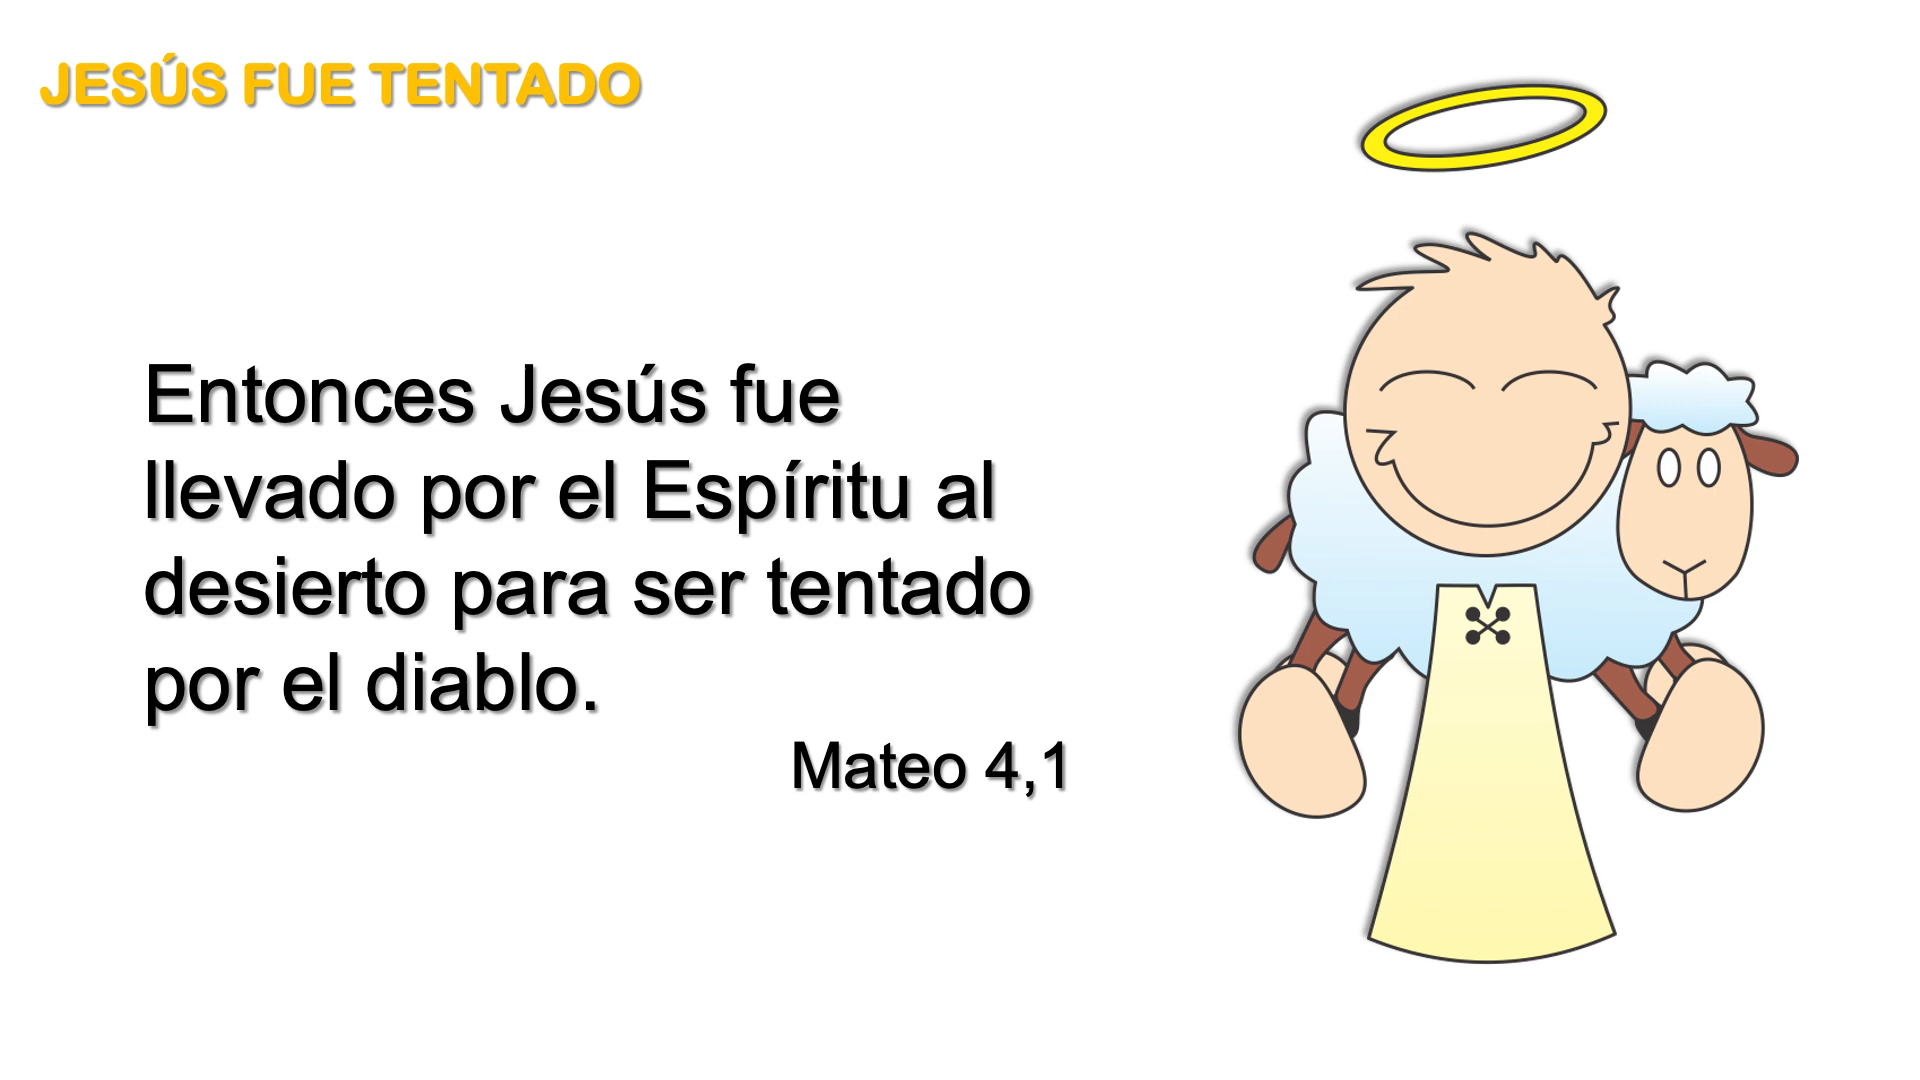 JESÚS FUE TENTADO
Entonces Jesús fue
llevado por el Espíritu al
desierto para ser tentado
por el diablo.
Mateo 4,1